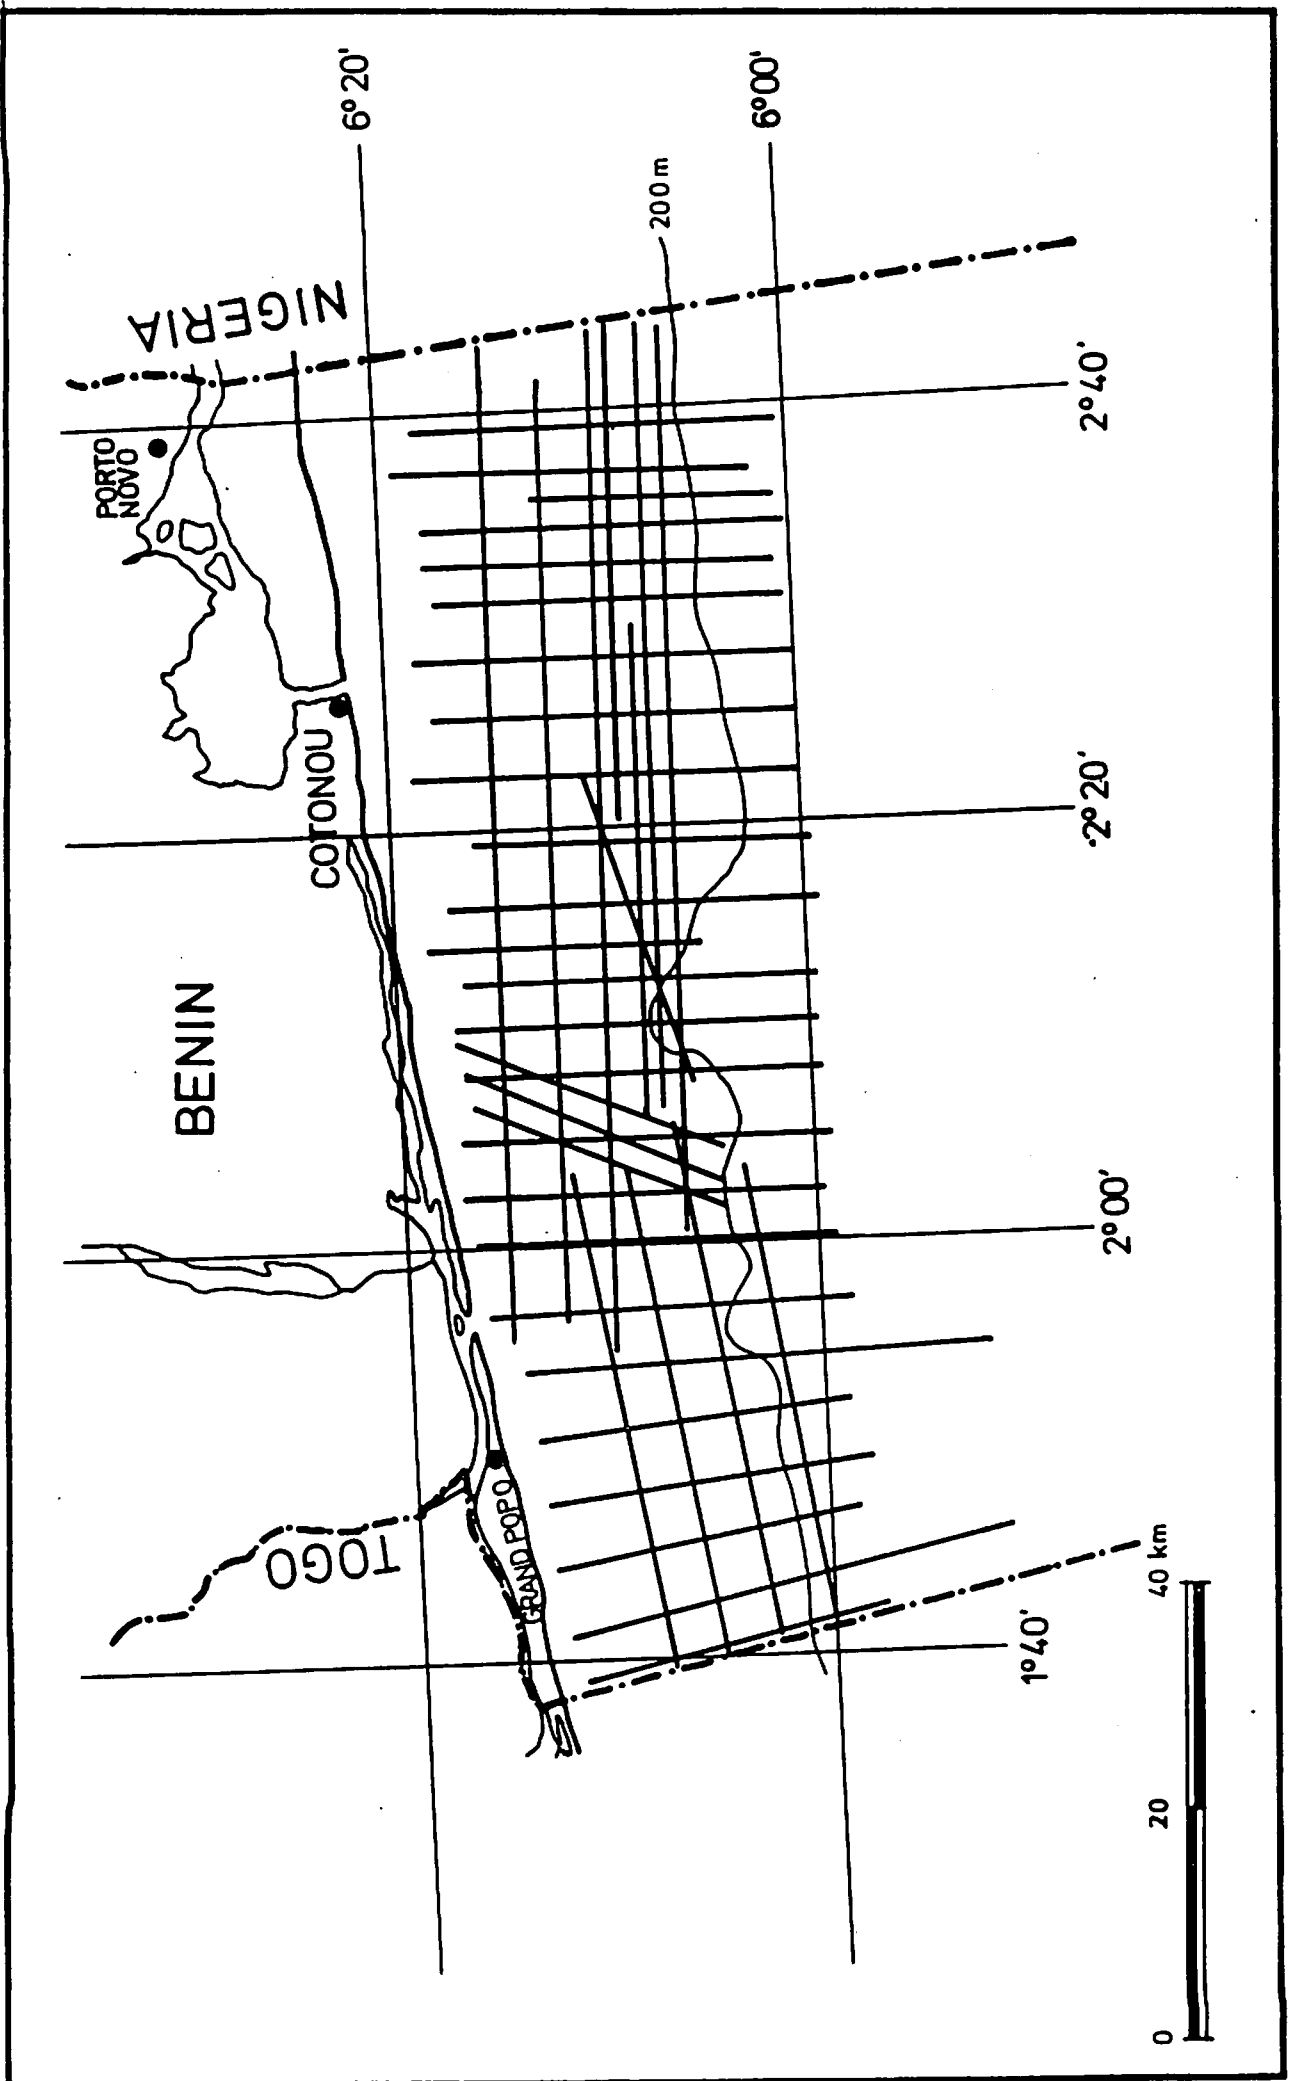 6° 20'
6° 00'
200 m
NIGERIA
2° 40'
PORTO
NOVO
COTONOU
2° 20'
BENIN
2° 00'
TOGO
GRAND POPO
1° 40'
0
20
40 km